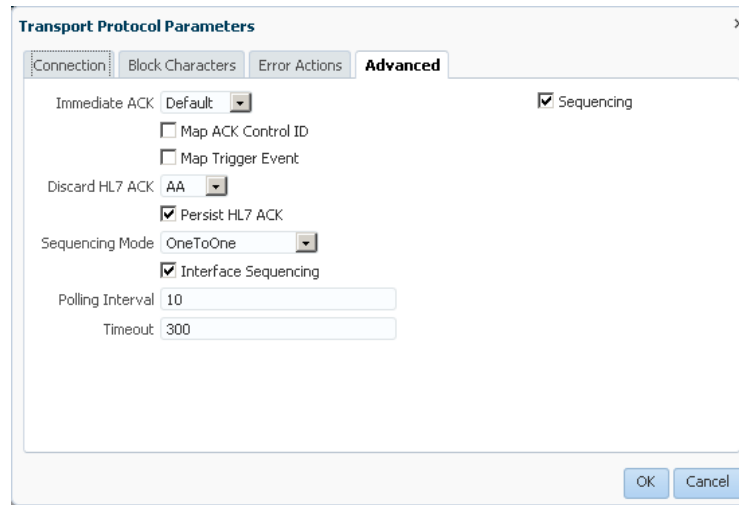 Transport Protocol Parameters
Connection Block Characters Error Actions Advanced
Immediate ACK Default Sequencing
Map ACK Control ID
Map Trigger Event
Discard HL7 ACK AA
Persist HL7 ACK
Sequencing Mode OneToOne
Interface Sequencing
Polling Interval 10
Timeout 300
OK Cancel